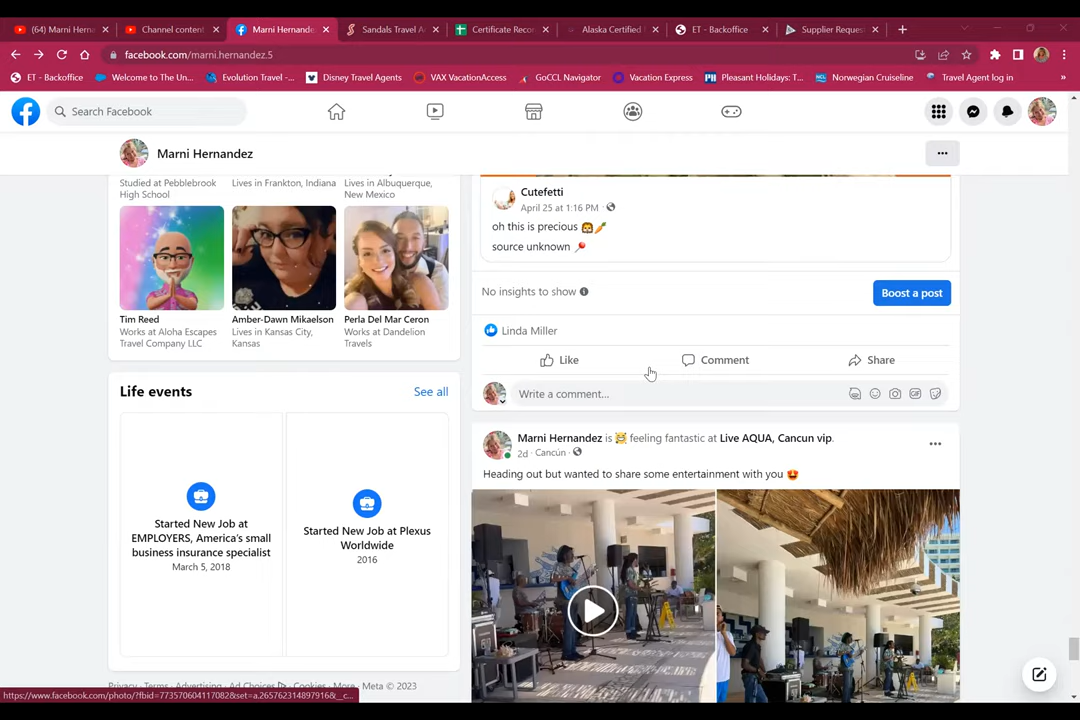 (64) Marni Herna
Channel content
Marni Hernandez
Sandals Travel A
Certificate Reco
Alaska Certified
ET - Backoffice
Supplier Reques
facebook.com/marni.hernandez.5
ET - Backoffice
Welcome to The Un...
Evolution Travel -...
Disney Travel Agents
VAX VacationAccess
GoCCL Navigator
Vacation Express
Pleasant Holidays: T...
Norwegian Cruiseline
Travel Agent log in
Search Facebook
Marni Hernandez
Studied at Pebblebrook
High School
Lives in Frankton, Indiana
Lives in Albuquerque,
New Mexico
Tim Reed
Works at Aloha Escapes
Travel Company LLC
Amber-Dawn Mikaelson
Lives in Kansas City,
Kansas
Perla Del Mar Ceron
Works at Dandelion
Travels
Life events
See all
Started New Job at
EMPLOYERS, America's small
business insurance specialist
March 5, 2018
Started New Job at Plexus
Worldwide
2016
Privacy · Terms · Advertising · Ad Choices · Cookies · More · Meta © 2023
https://www.facebook.com/photo/?fbid=773570604117082&set=a.265762314897916&__c...
Cutefetti
April 25 at 1:16 PM ·
oh this is precious 🦁🥕
source unknown 📍
No insights to show
Boost a post
Linda Miller
Like
Comment
Share
Write a comment...
Marni Hernandez is 😹 feeling fantastic at Live AQUA, Cancun vip.
2d · Cancún ·
Heading out but wanted to share some entertainment with you 🤩